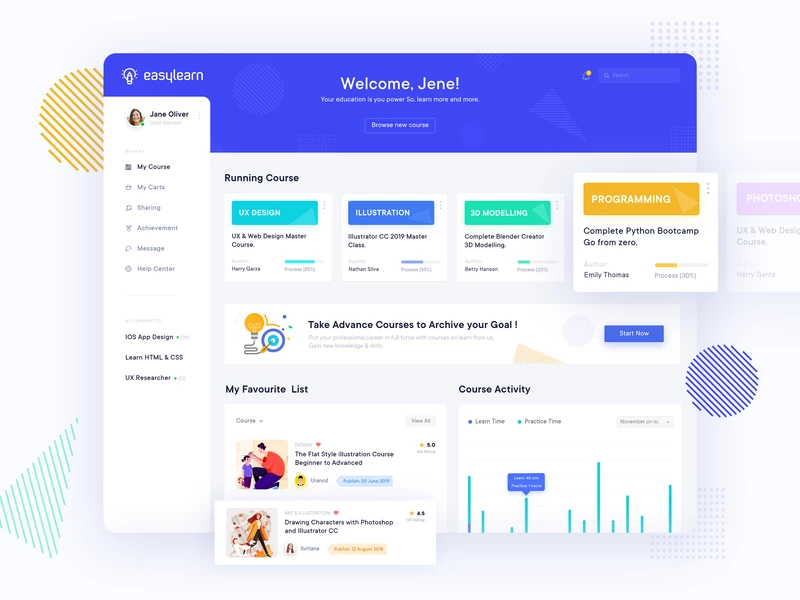 easylearn
Welcome, Jene!
Your education is you power So, learn more and more.
Browse new course
Search
Jane Oliver
Gold Member
MY MENU
My Course
My Carts
Sharing
Achievement
Message
Help Center
MY COMMUNITIES
IOS App Design
Learn HTML & CSS
UX Researcher
Running Course
UX DESIGN
UX & Web Design Master
Course.
Author:
Harry Garza
Process (85%)
ILLUSTRATION
Illustrator CC 2019 Master
Class.
Author:
Nathan Silva
Process (55%)
3D MODELLING
Complete Blender Creator
3D Modelling.
Author:
Betty Hanson
Process (25%)
PROGRAMMING
Complete Python Bootcamp
Go from zero.
Author:
Emily Thomas
Process (30%)
PHOTOSHO
UX & Web Design
Course.
Author:
Harry Garza
Take Advance Courses to Archive your Goal !
Put your professional career in full force with courses on learn from us
Gain new knowledge & skills.
Start Now
My Favourite List
Course
View All
DESIGN
The Flat Style illustration Course
Beginner to Advanced
Urancd
Publish: 20 June 2019
5.0
ART & ILLUSTRATION
Drawing Characters with Photoshop
and Illustrator CC
Svitlana
Publish: 12 August 2018
4.5
Course Activity
Learn Time
Practice Time
November
Learn: 40 min
Practice: 1 hours